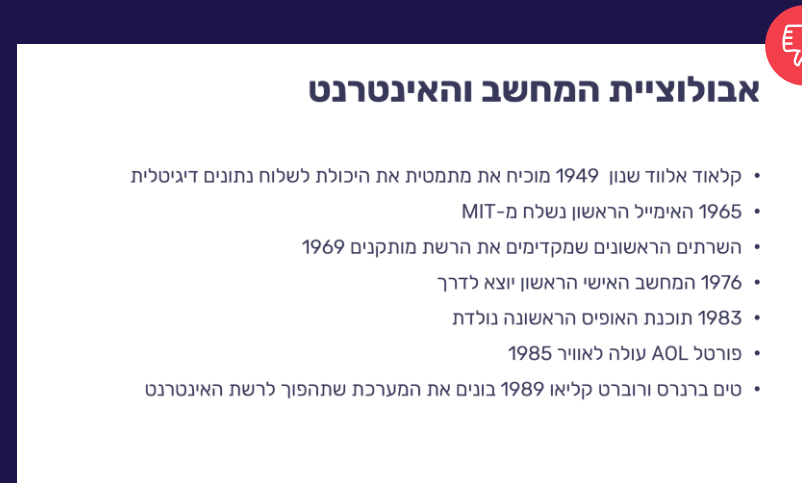 אבולוציית המחשב והאינטרנט
• קלאוד אלווד שנון 1949 מוכיח את מתמטית את היכולת לשלוח נתונים דיגיטלית
• 1965 האימייל הראשון נשלח מ-MIT
• השרתים הראשונים שמקדימים את הרשת מותקנים 1969
• 1976 המחשב האישי הראשון יוצא לדרך
• 1983 תוכנת האופיס הראשונה נולדת
• פורטל AOL עולה לאוויר 1985
• טים ברנרס ורוברט קליאו 1989 בונים את המערכת שתהפוך לרשת האינטרנט